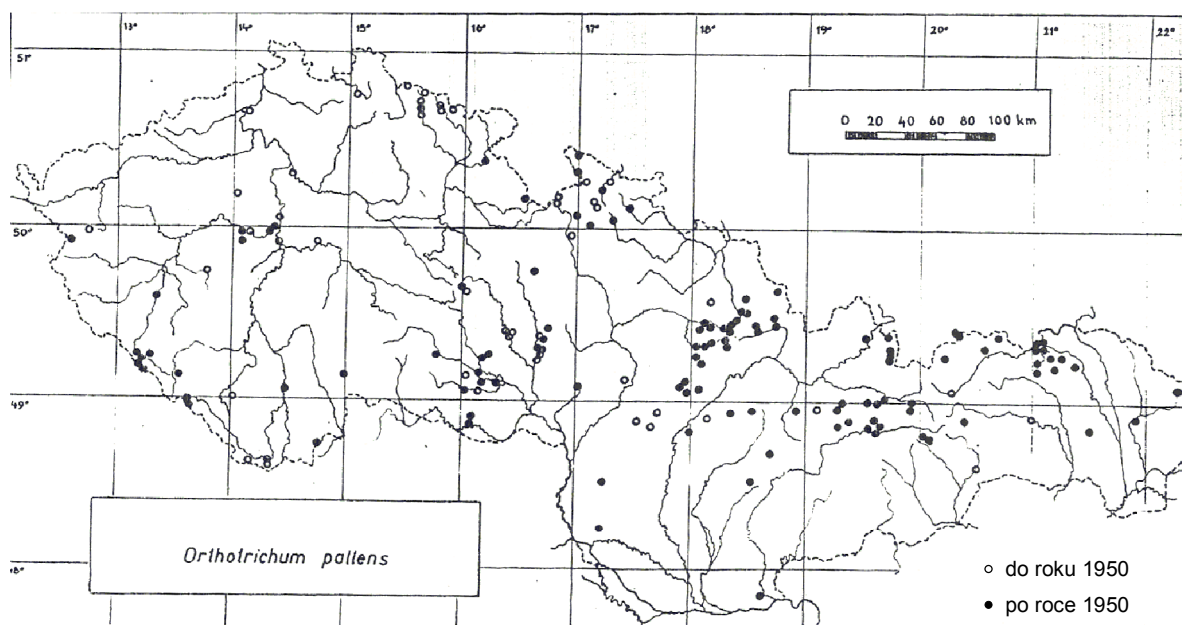 13° 14° 15 16° 17° 18° 19° 20° 21° 22°
51°
0 20 40 60 80 100 km
50°
49°
Orthotrichum pallens
do roku 1950
po roce 1950